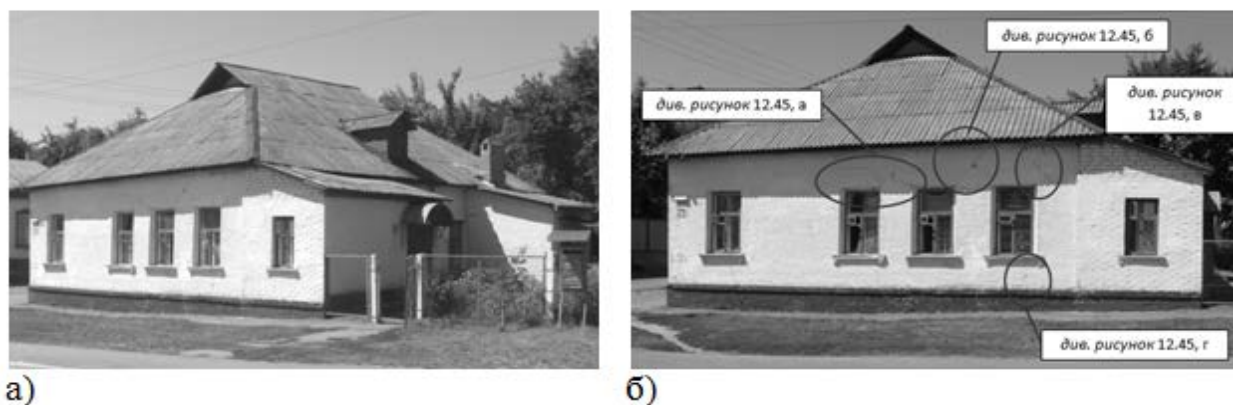 див. рисунок 12.45, б
див. рисунок 12.45, а
див. рисунок
12.45, в
див. рисунок 12.45, г
а)
б)